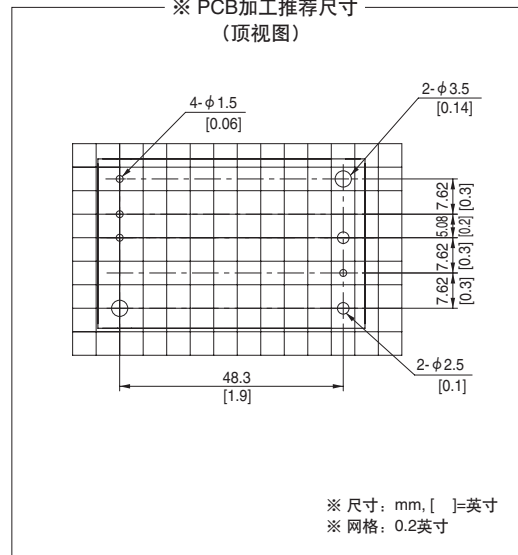 ※ PCB加工推荐尺寸
(顶视图)
4-φ1.5
[0.06]
2-φ3.5
[0.14]
7.62
[0.3]
5.08
[0.2]
7.62
[0.3]
7.62
[0.3]
2-φ2.5
[0.1]
48.3
[1.9]
※ 尺寸：mm, [ ]=英寸
※ 网格：0.2英寸